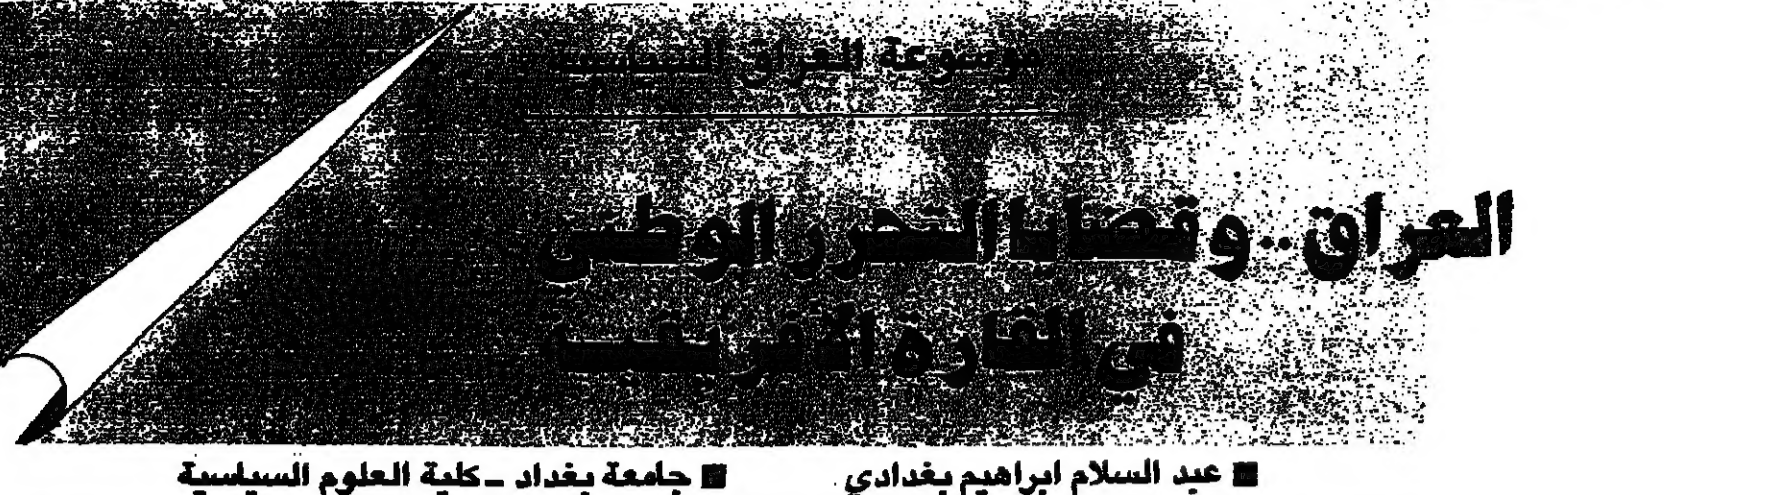 موسوعة العراق السياسية
العراق..وقضايا التحرر الوطني
في القارة الأفريقية
■ عبد السلام ابراهيم بغدادي ■ جامعة بغداد ـ كلية العلوم السياسية